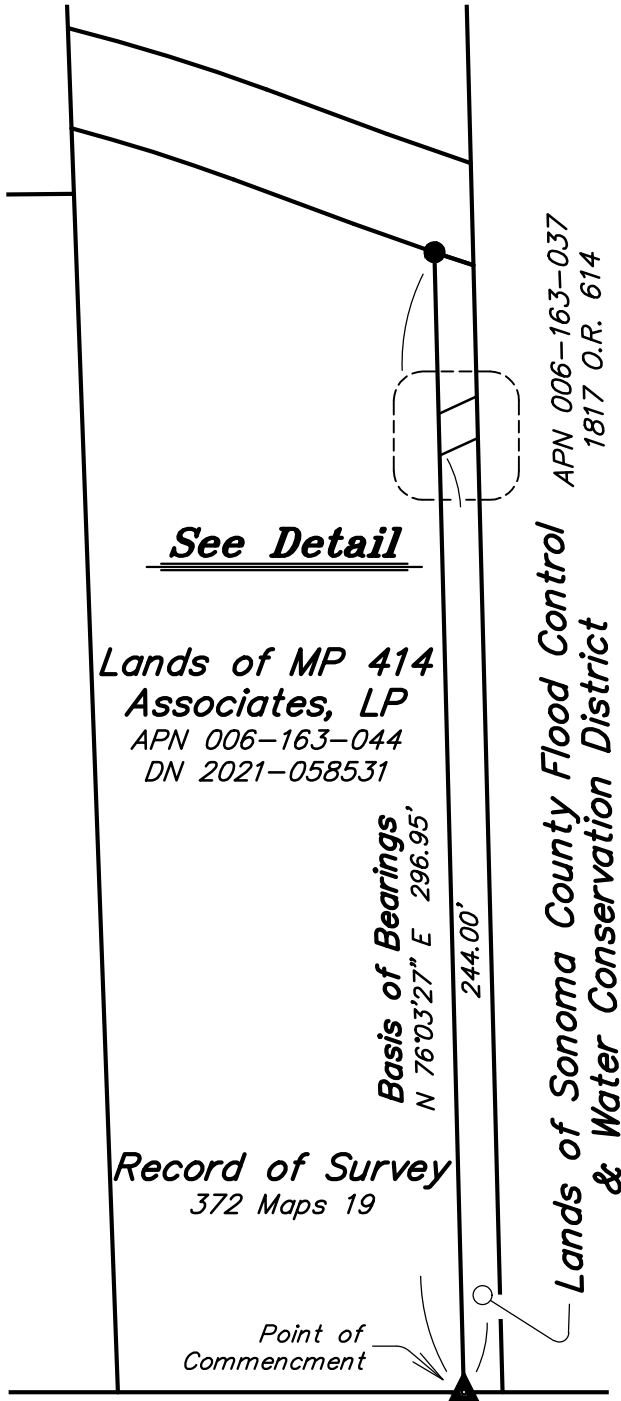 See Detail
Lands of MP 414
Associates, LP
APN 006-163-044
DN 2021-058531
Basis of Bearings
N 76°03'27" E 296.95'
244.00'
Record of Survey
372 Maps 19
Point of
Commencment
Lands of Sonoma County Flood Control
& Water Conservation District
APN 006-163-037
1817 O.R. 614